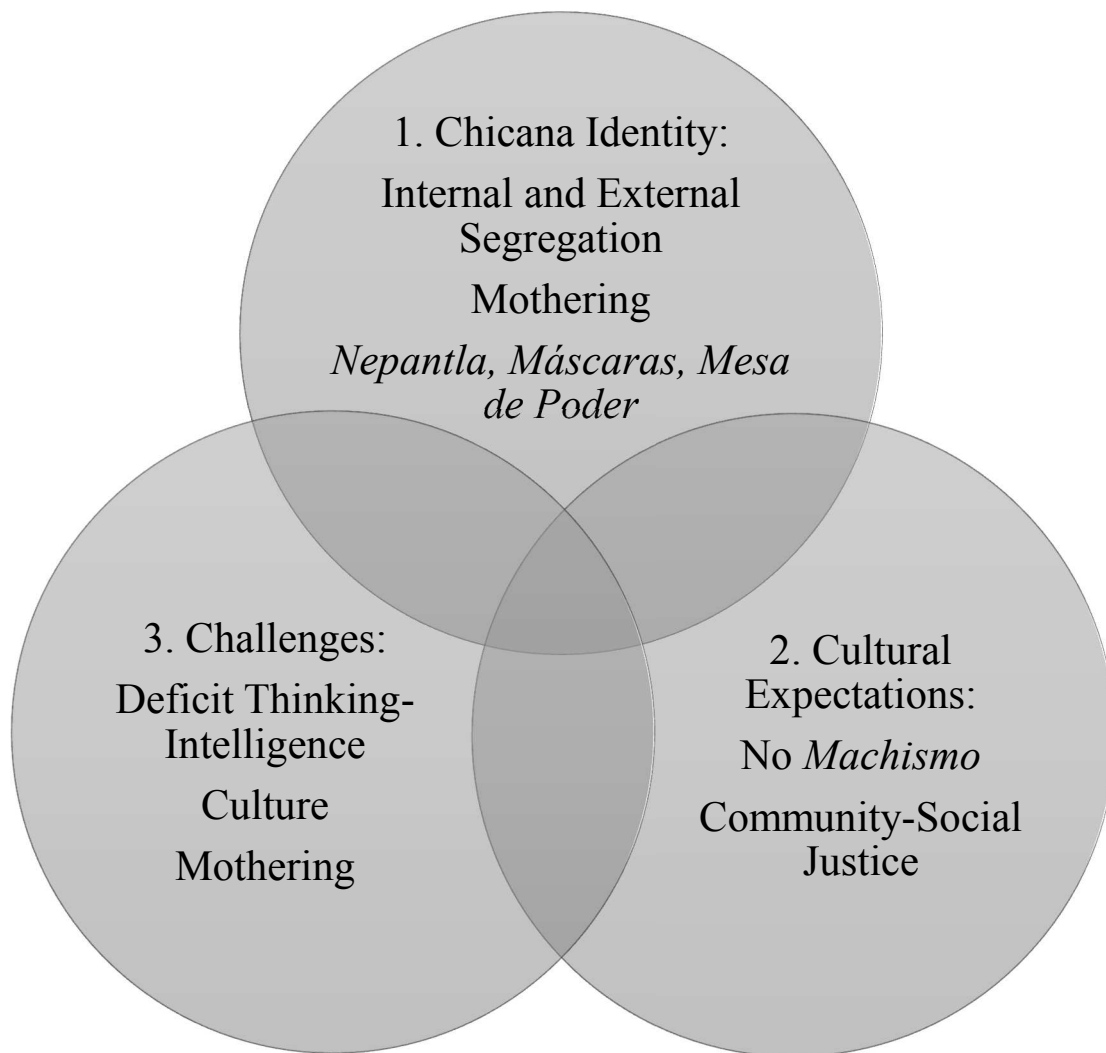 1. Chicana Identity:
Internal and External
Segregation
Mothering
Nepantla, Máscaras, Mesa
de Poder
3. Challenges:
Deficit Thinking-
Intelligence
Culture
Mothering
2. Cultural
Expectations:
No Machismo
Community-Social
Justice